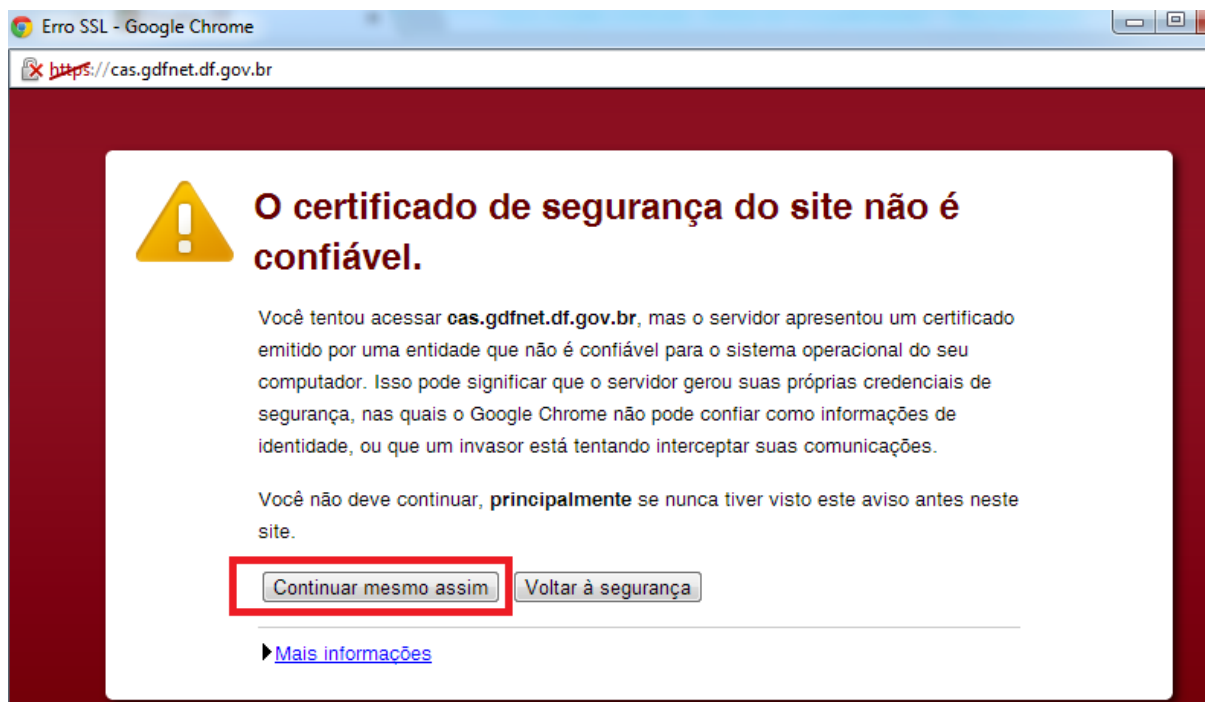 Erro SSL - Google Chrome
https://cas.gdfnet.df.gov.br
O certificado de segurança do site não é
confiável.
Você tentou acessar cas.gdfnet.df.gov.br, mas o servidor apresentou um certificado
emitido por uma entidade que não é confiável para o sistema operacional do seu
computador. Isso pode significar que o servidor gerou suas próprias credenciais de
segurança, nas quais o Google Chrome não pode confiar como informações de
identidade, ou que um invasor está tentando interceptar suas comunicações.
Você não deve continuar, principalmente se nunca tiver visto este aviso antes neste
site.
Continuar mesmo assim Voltar à segurança
Mais informações